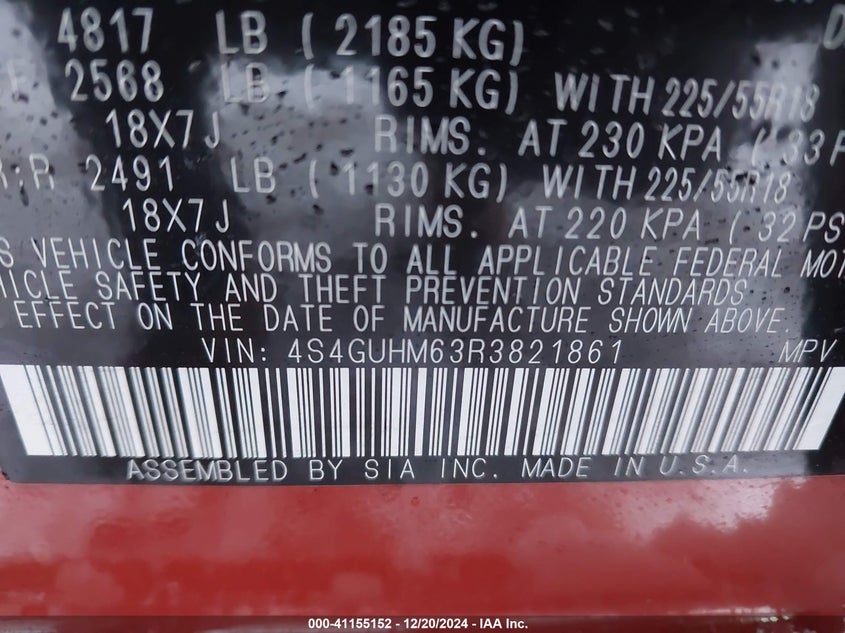 4817 LB ( 2185 KG)
2568 LB ( 1165 KG) WITH 225/55R18
18X7J RIMS. AT 230 KPA ( 33 P
R:R 2491 LB ( 1130 KG) WITH 225/55R18
18X7J RIMS. AT 220 KPA ( 32 PS
S VEHICLE CONFORMS TO ALL APPLICABLE FEDERAL MOT
ICLE SAFETY AND THEFT PREVENTION STANDARDS
EFFECT ON THE DATE OF MANUFACTURE SHOWN ABOVE.
VIN: 4S4GUHM63R3821861 MPV
ASSEMBLED BY SIA INC. MADE IN U.S.A.
000-41155152 - 12/20/2024 - IAA Inc.